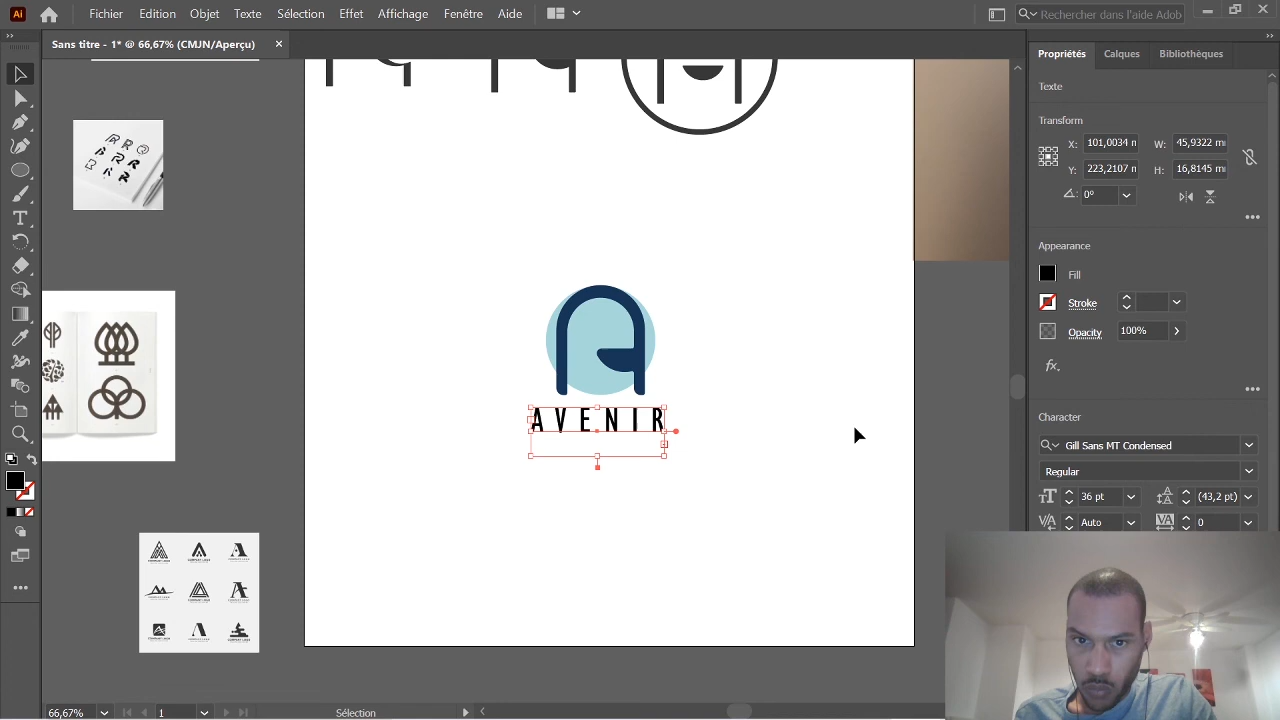 Ai Fichier Edition Objet Texte Sélection Effet Affichage Fenêtre Aide Rechercher dans l'aide Adob
Sans titre - 1* @ 66,67% (CMJN/Aperçu) ×
Propriétés Calques Bibliothèques
Texte
Transform
X: 101,0034 m W: 45,9322 mi
Y: 223,2107 m H: 16,8145 mi
0°
Appearance
Fill
Stroke
Opacity 100%
fx.
Character
Gill Sans MT Condensed
Regular
36 pt (43,2 pt)
Auto 0
AVENIR
66,67% 1 Sélection